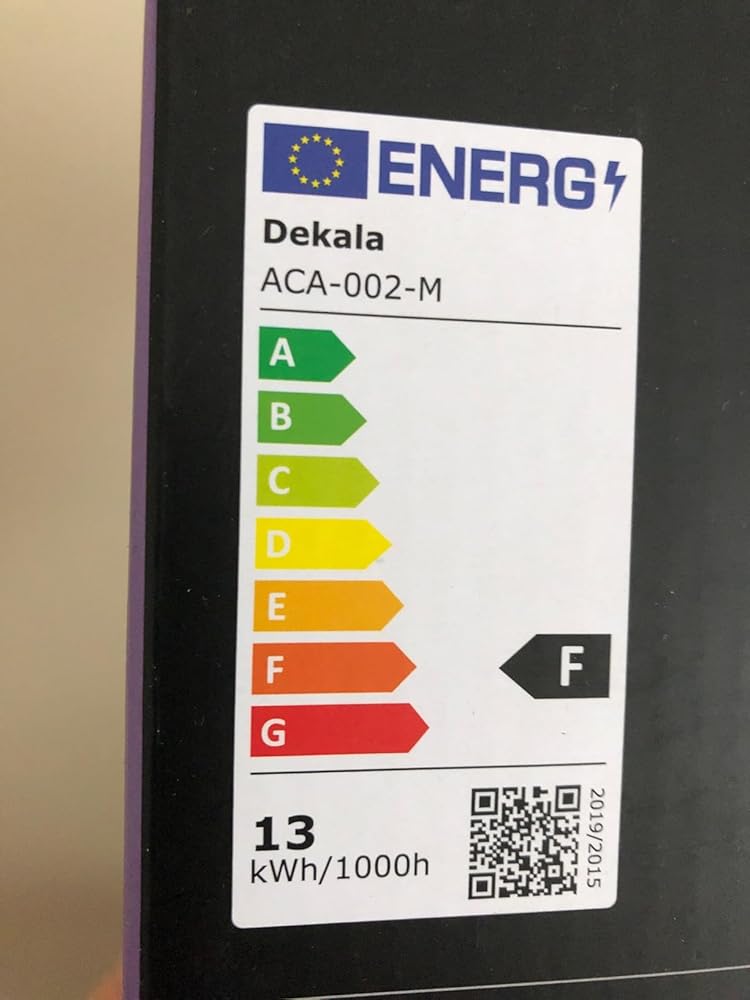 ENERG
Dekala
ACA-002-M
A
B
C
D
E
F
F
G
13
kWh/1000h
2019/2015